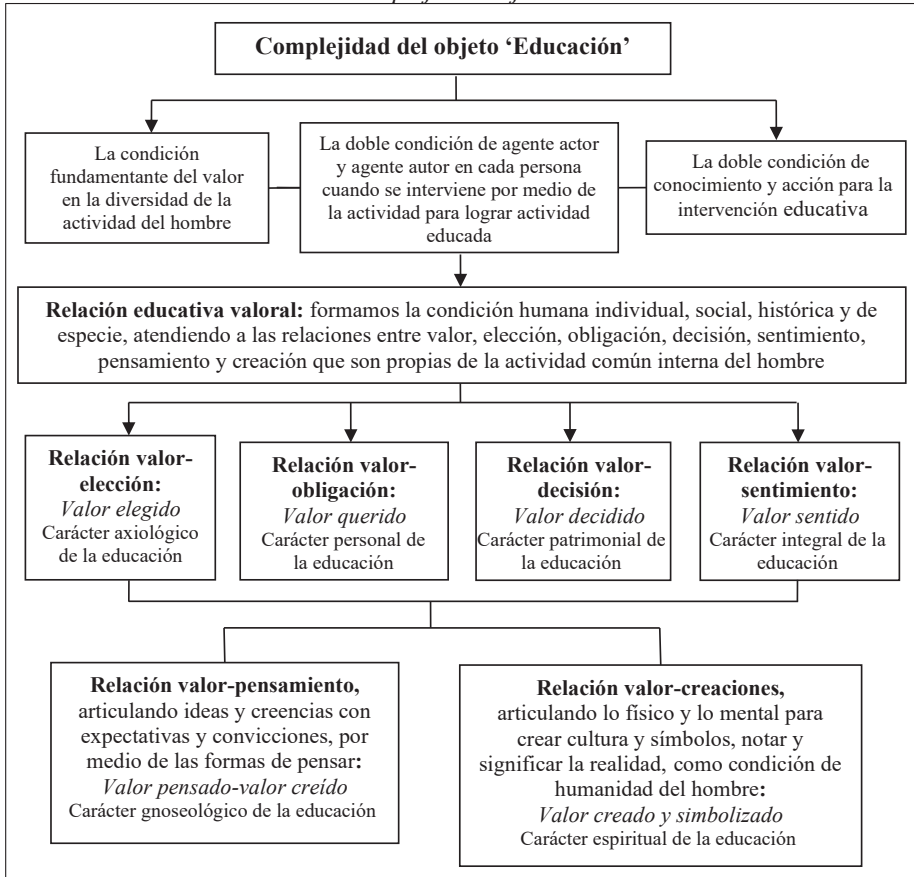 Complejidad del objeto ‘Educación’
La condición
fundamentante del valor
en la diversidad de la
actividad del hombre
La doble condición de agente actor
y agente autor en cada persona
cuando se interviene por medio de
la actividad para lograr actividad
educada
La doble condición de
conocimiento y acción para la
intervención educativa
Relación educativa valoral: formamos la condición humana individual, social, histórica y de
especie, atendiendo a las relaciones entre valor, elección, obligación, decisión, sentimiento,
pensamiento y creación que son propias de la actividad común interna del hombre
Relación valor-
elección:
Valor elegido
Carácter axiológico
de la educación
Relación valor-
obligación:
Valor querido
Carácter personal de
la educación
Relación valor-
decisión:
Valor decidido
Carácter patrimonial de
la educación
Relación valor-
sentimiento:
Valor sentido
Carácter integral de la
educación
Relación valor-pensamiento,
articulando ideas y creencias con
expectativas y convicciones, por
medio de las formas de pensar:
Valor pensado-valor creído
Carácter gnoseológico de la educación
Relación valor-creaciones,
articulando lo físico y lo mental para
crear cultura y símbolos, notar y
significar la realidad, como condición de
humanidad del hombre:
Valor creado y simbolizado
Carácter espiritual de la educación